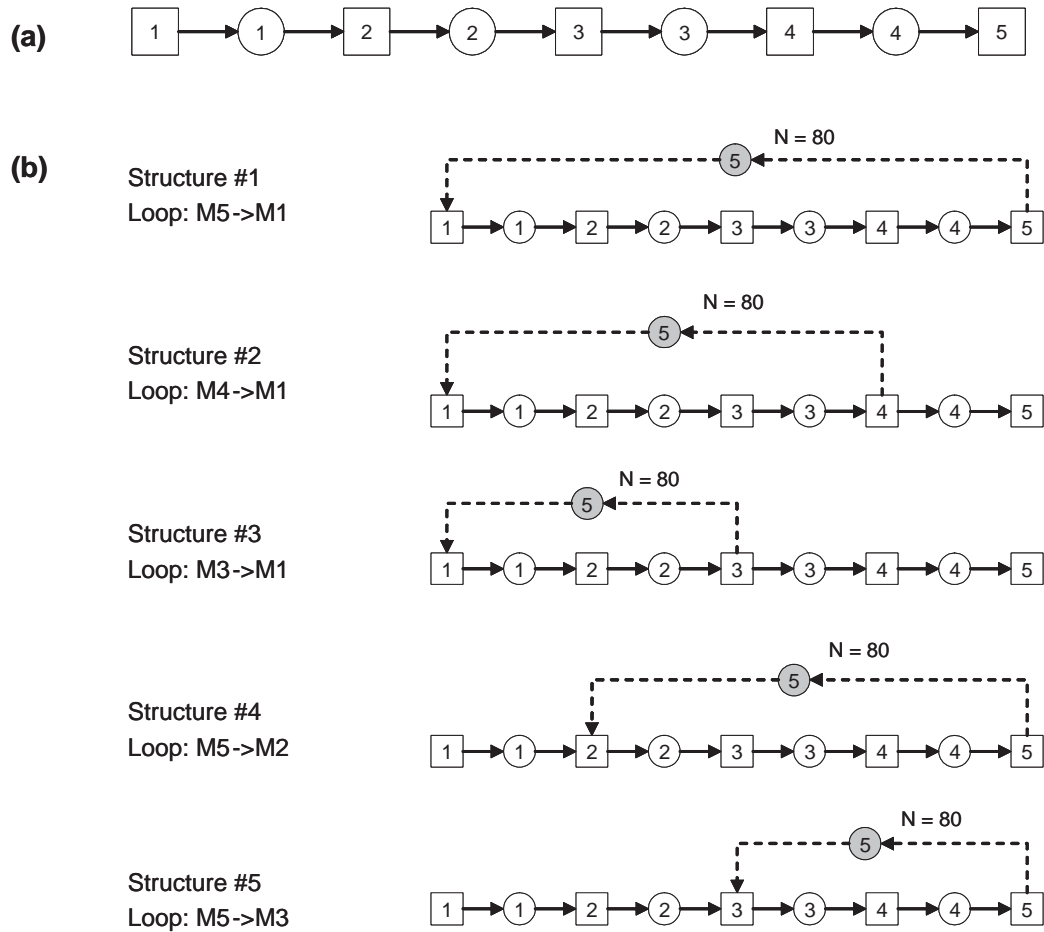 (a)
1 1 2 2 3 3 4 4 5
(b)
N = 80
5
Structure #1
Loop: M5->M1
1 1 2 2 3 3 4 4 5
N = 80
5
Structure #2
Loop: M4->M1
1 1 2 2 3 3 4 4 5
N = 80
5
Structure #3
Loop: M3->M1
1 1 2 2 3 3 4 4 5
N = 80
5
Structure #4
Loop: M5->M2
1 1 2 2 3 3 4 4 5
N = 80
5
Structure #5
Loop: M5->M3
1 1 2 2 3 3 4 4 5